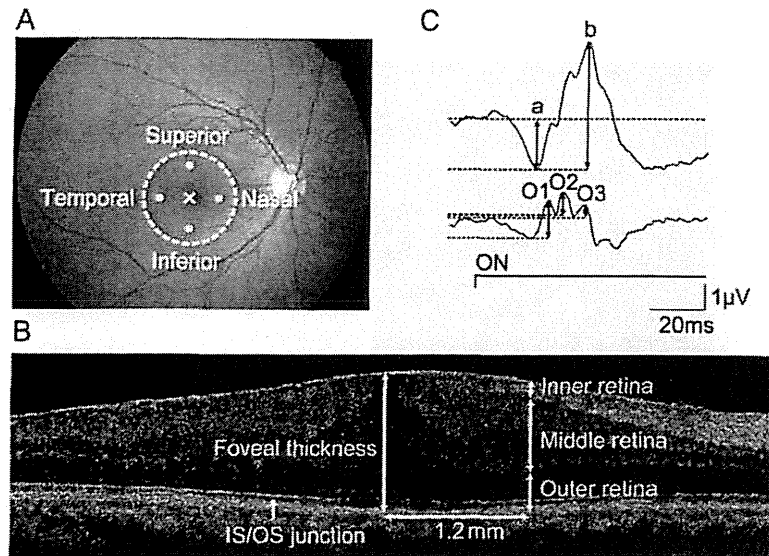 A
Superior
Temporal
Nasal
Inferior
C
b
a
O1
O2
O3
ON
1μV
20ms
B
Inner retina
Foveal thickness
Middle retina
Outer retina
IS/OS junction
1.2mm